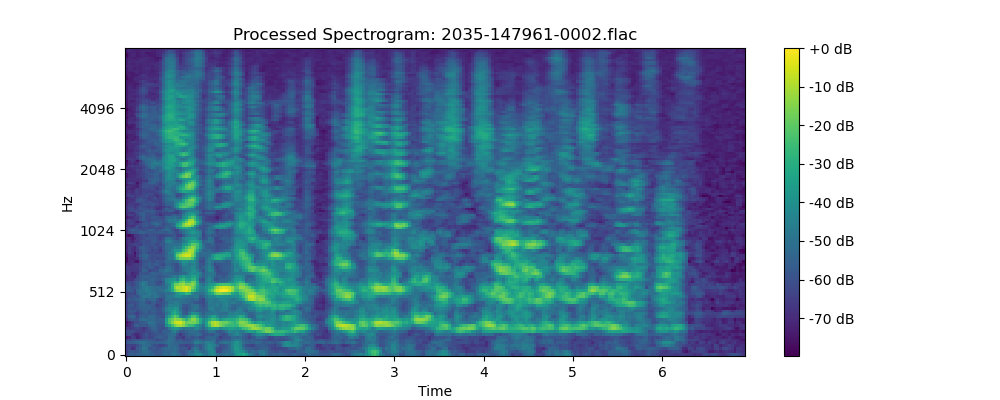 Processed Spectrogram: 2035-147961-0002.flac
Hz
4096
2048
1024
512
0
0 1 2 3 4 5 6
Time
+0 dB
-10 dB
-20 dB
-30 dB
-40 dB
-50 dB
-60 dB
-70 dB